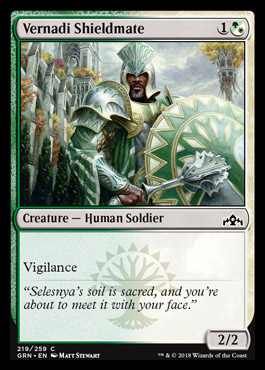 Vernadi Shieldmate 1
Creature — Human Soldier
Vigilance
“Selesnya’s soil is sacred, and you’re
about to meet it with your face.”
2/2
219/259 C
GRN • EN MATT STEWART
™ & © 2018 Wizards of the Coast